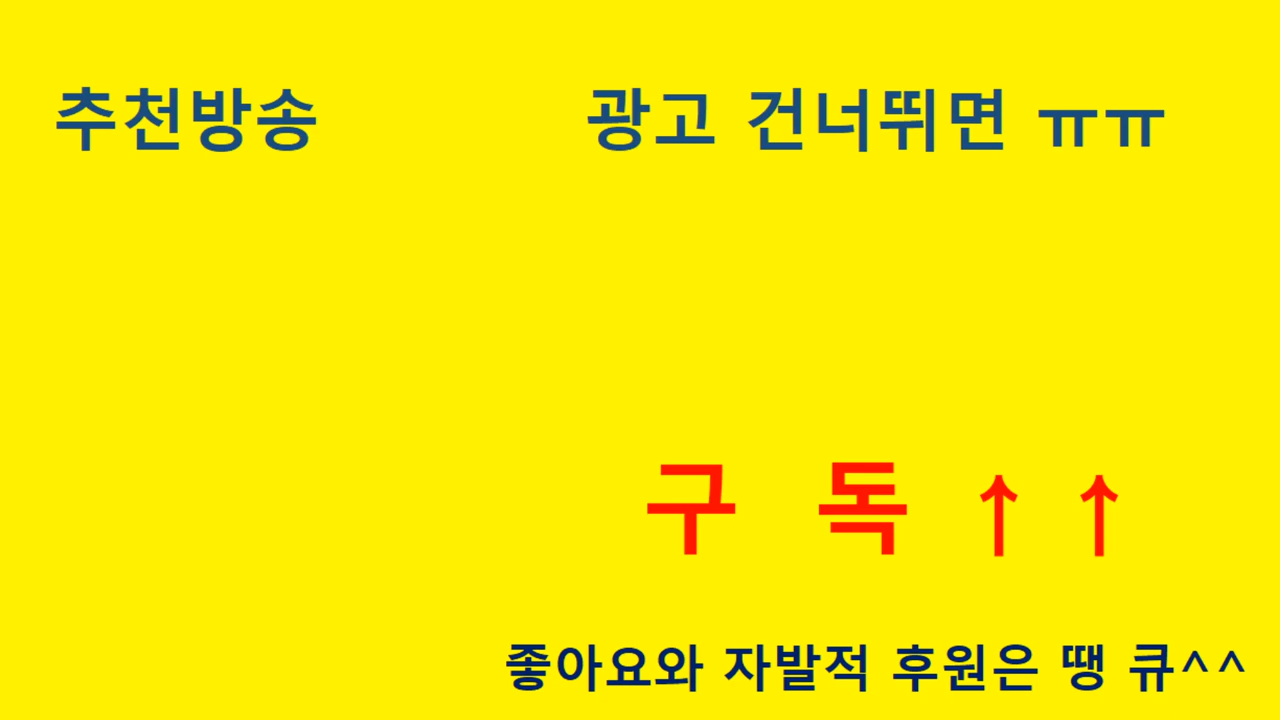 추천방송
광고 건너뛰면 ㅠㅠ
구 독 ↑ ↑
좋아요와 자발적 후원은 땡 큐^^